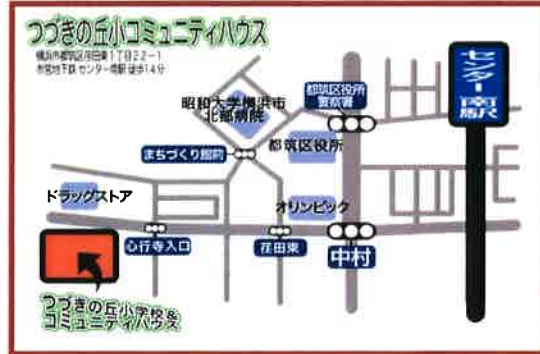 つづきの丘小コミュニティハウス
横浜市都筑区荏田東1丁目22-1
市営地下鉄 センター南駅 徒歩14分
センター南駅
都筑区役所
警察署
昭和大学横浜市
北部病院
まちづくり館前
都筑区役所
ドラッグストア
オリンピック
心行寺入口
荏田東
中村
つづきの丘小学校&
コミュニティハウス